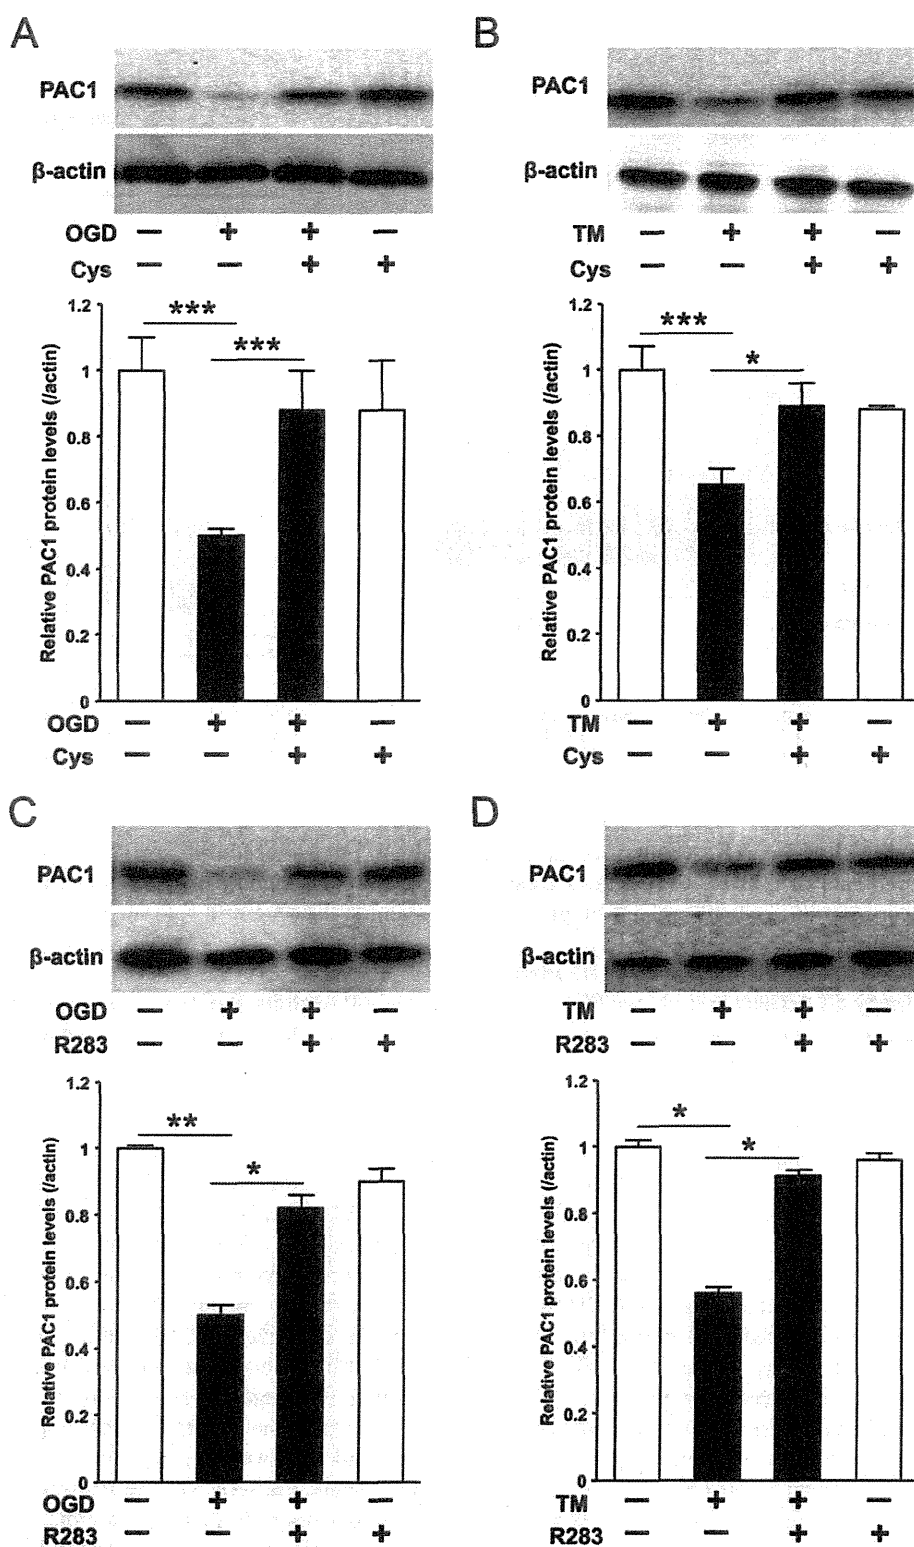 A
PAC1
β-actin
OGD — + + —
Cys — — + +
Relative PAC1 protein levels (/actin)
1.2
1
0.8
0.6
0.4
0.2
0
***
***
OGD — + + —
Cys — — + +
B
PAC1
β-actin
TM — + + —
Cys — — + +
Relative PAC1 protein levels (/actin)
1.2
1
0.8
0.6
0.4
0.2
0
***
*
TM — + + —
Cys — — + +
C
PAC1
β-actin
OGD — + + —
R283 — — + +
Relative PAC1 protein levels (/actin)
1.2
1
0.8
0.6
0.4
0.2
0
**
*
OGD — + + —
R283 — — + +
D
PAC1
β-actin
TM — + + —
R283 — — + +
Relative PAC1 protein levels (/actin)
1.2
1
0.8
0.6
0.4
0.2
0
*
*
TM — + + —
R283 — — + +